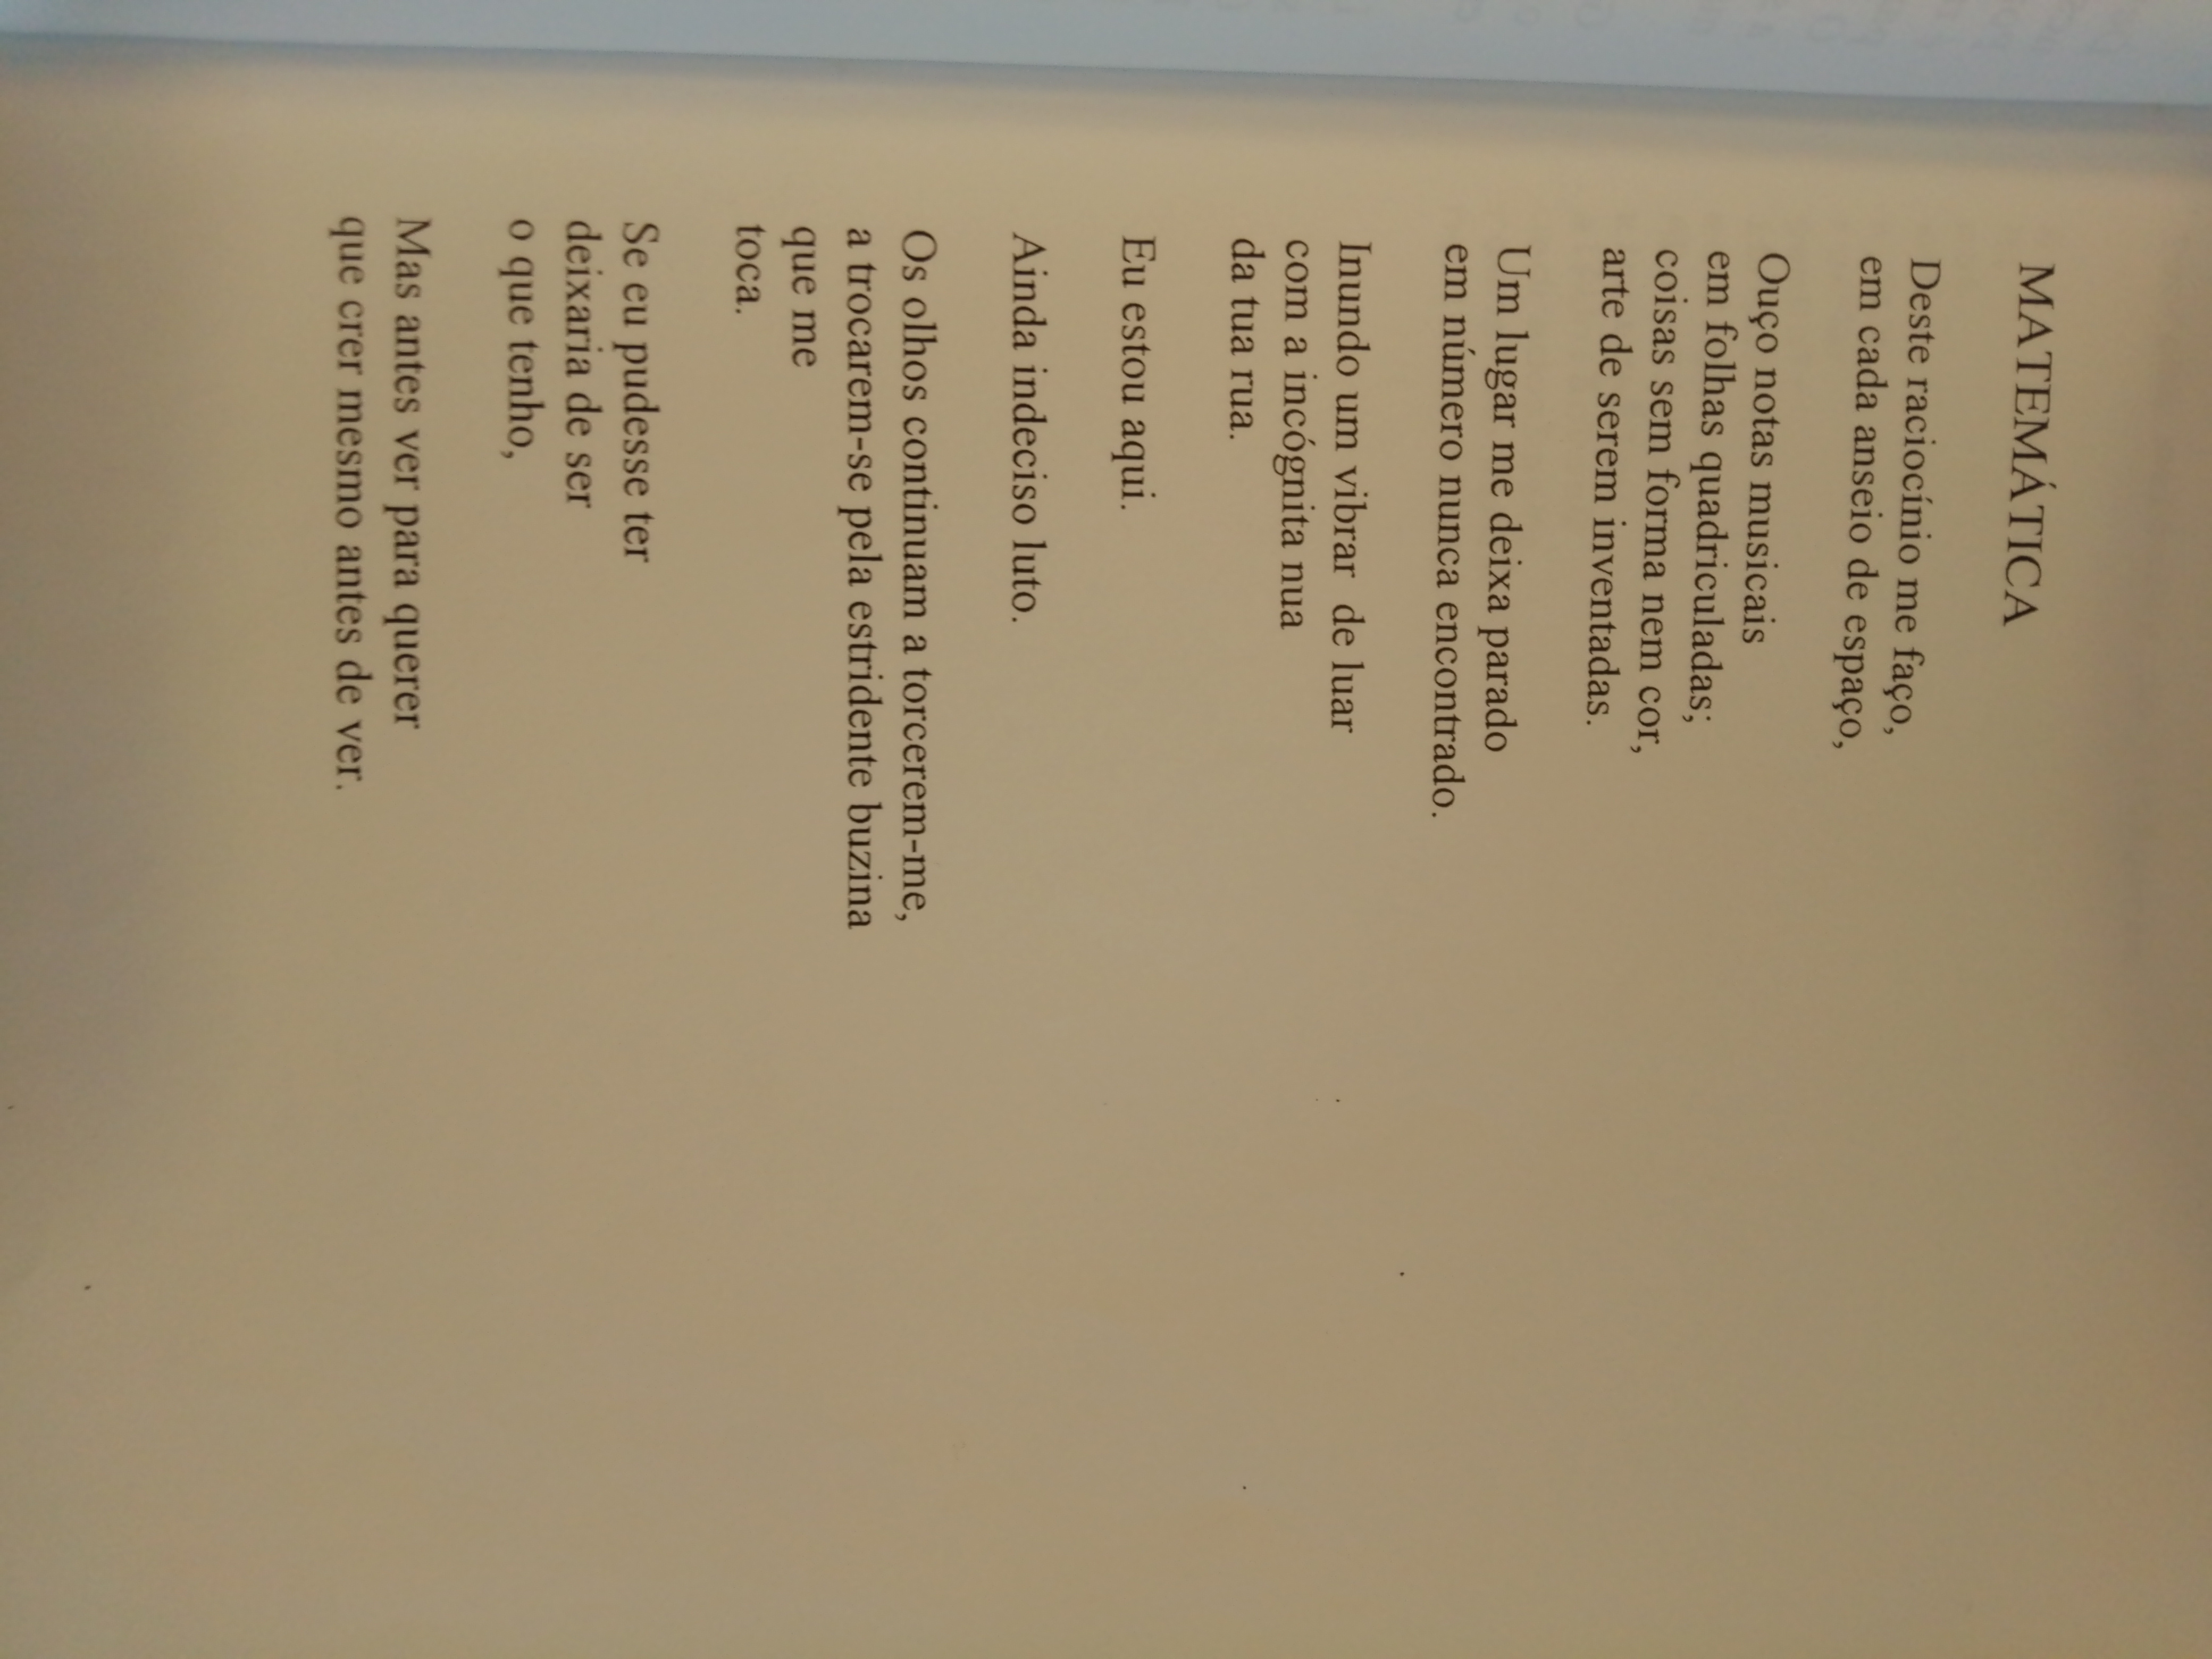 MATEMÁTICA
Deste raciocínio me faço,
em cada anseio de espaço,
Ouço notas musicais
em folhas quadriculadas;
coisas sem forma nem cor,
arte de serem inventadas.
Um lugar me deixa parado
em número nunca encontrado.
Inundo um vibrar de luar
com a incógnita nua
da tua rua.
Eu estou aqui.
Ainda indeciso luto.
Os olhos continuam a torcerem-me,
a trocarem-se pela estridente buzina
que me
toca.
Se eu pudesse ter
deixaria de ser
o que tenho,
Mas antes ver para querer
que crer mesmo antes de ver.